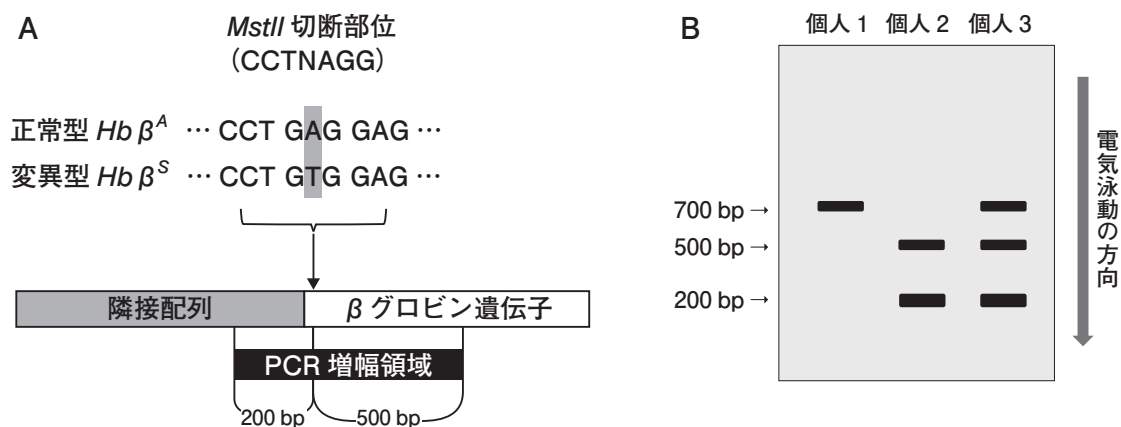 A
MstII 切断部位
(CCTNAGG)
正常型 Hb β^A … CCT GAG GAG …
変異型 Hb β^S … CCT GTG GAG …
隣接配列
β グロビン遺伝子
PCR 増幅領域
200 bp
500 bp
B
個人 1 個人 2 個人 3
700 bp →
500 bp →
200 bp →
電気泳動の方向